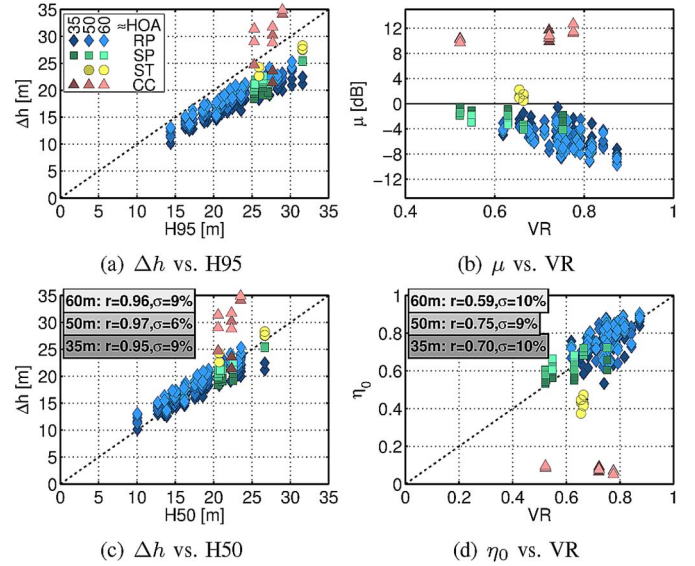 35
50
60
≈HOA
RP
SP
ST
CC
Δh [m]
35
30
25
20
15
10
5
0
0 5 10 15 20 25 30 35
H95 [m]
(a) Δh vs. H95
μ [dB]
12
8
4
0
−4
−8
−12
0.4 0.6 0.8 1
VR
(b) μ vs. VR
60m: r=0.96,σ=9%
50m: r=0.97,σ=6%
35m: r=0.95,σ=9%
Δh [m]
35
30
25
20
15
10
5
0
0 5 10 15 20 25 30 35
H50 [m]
(c) Δh vs. H50
60m: r=0.59,σ=10%
50m: r=0.75,σ=9%
35m: r=0.70,σ=10%
η0
1
0.8
0.6
0.4
0.2
0
0 0.2 0.4 0.6 0.8 1
VR
(d) η0 vs. VR